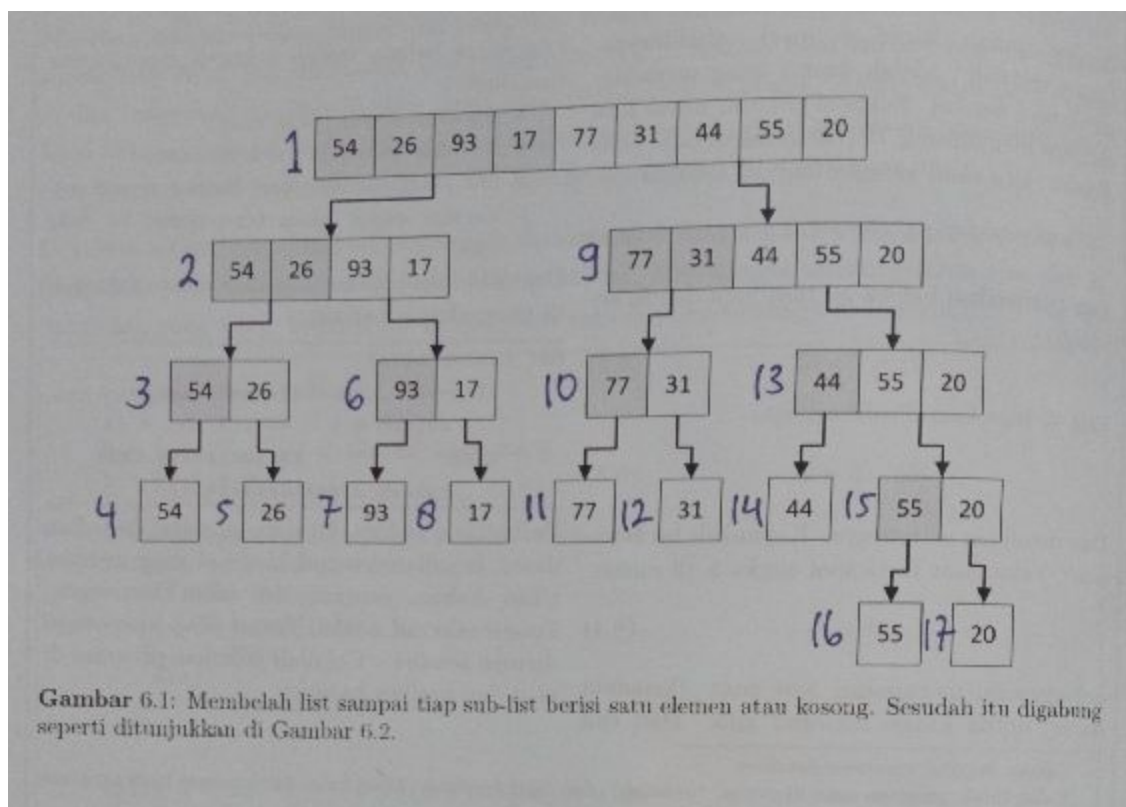 1 54 26 93 17 77 31 44 55 20
2 54 26 93 17 9 77 31 44 55 20
3 54 26 6 93 17 10 77 31 13 44 55 20
4 54 5 26 7 93 8 17 11 77 12 31 14 44 15 55 20
16 55 17 20
Gambar 6.1: Membelah list sampai tiap sub-list berisi satu elemen atau kosong. Sesudah itu digabung
seperti ditunjukkan di Gambar 6.2.